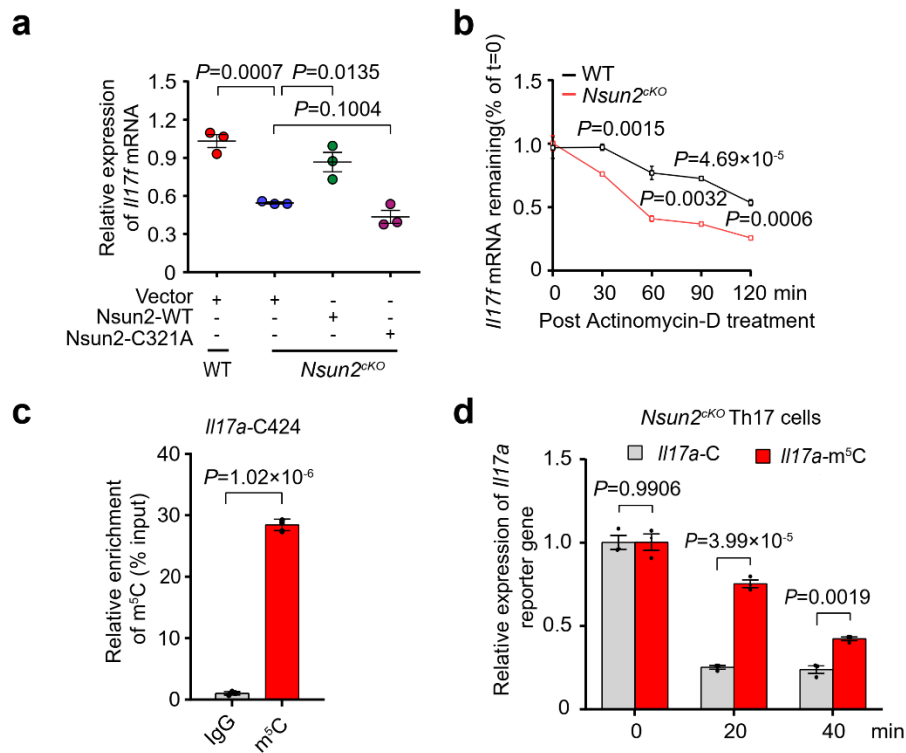 a
P=0.0007 P=0.0135
P=0.1004
Relative expression
of Il17f mRNA
1.5
1.2
0.9
0.6
0.3
0
Vector + + - -
Nsun2-WT - - + -
Nsun2-C321A - - - +
WT Nsun2cKO
b
Il17f mRNA remaining(% of t=0)
WT
Nsun2cKO
P=0.0015
P=4.69×10-5
P=0.0032
P=0.0006
1.5
1.0
0.5
0
0 30 60 90 120 min
Post Actinomycin-D treatment
c
Il17a-C424
P=1.02×10-6
Relative enrichment
of m5C (% input)
40
30
20
10
0
IgG m5C
d
Nsun2cKO Th17 cells
Il17a-C Il17a-m5C
P=0.9906
P=3.99×10-5
P=0.0019
Relative expression of Il17a
reporter gene
1.5
1.0
0.5
0
0 20 40 min